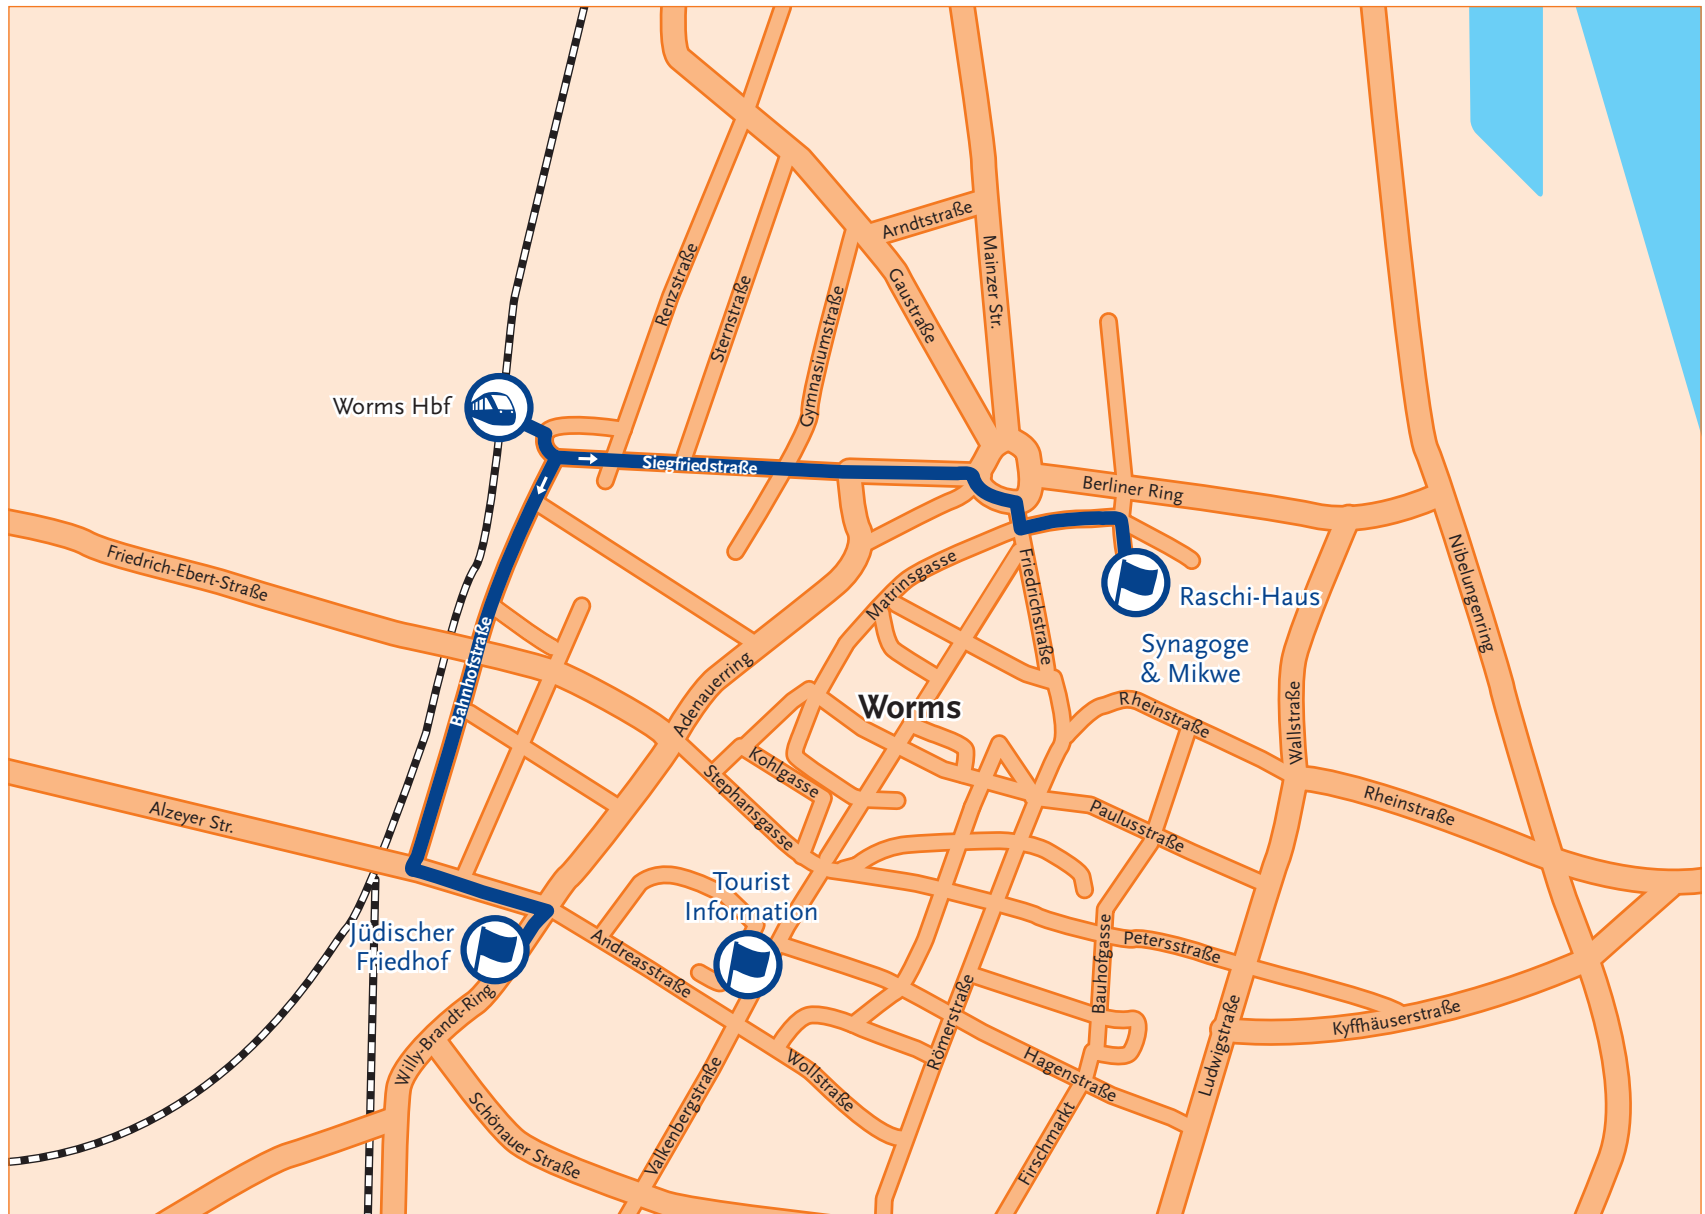 Arndtstraße
Mainzer Str.
Gaustraße
Renzstraße
Sternstraße
Gymnasiumstraße
Worms Hbf
Siegfriedstraße
Berliner Ring
Friedrich-Ebert-Straße
Matrinsgasse
Friedrichstraße
Raschi-Haus
Synagoge
& Mikwe
Nibelungenring
Bahnhofstraße
Adenauerring
Worms
Rheinstraße
Wallstraße
Kohlgasse
Stephansgasse
Alzeyer Str.
Paulusstraße
Rheinstraße
Tourist
Information
Jüdischer
Friedhof
Andreasstraße
Petersstraße
Bauhofgasse
Willy-Brandt-Ring
Römerstraße
Kyffhäuserstraße
Ludwigstraße
Hagenstraße
Wollstraße
Valkenbergstraße
Schönauer Straße
Firschmarkt